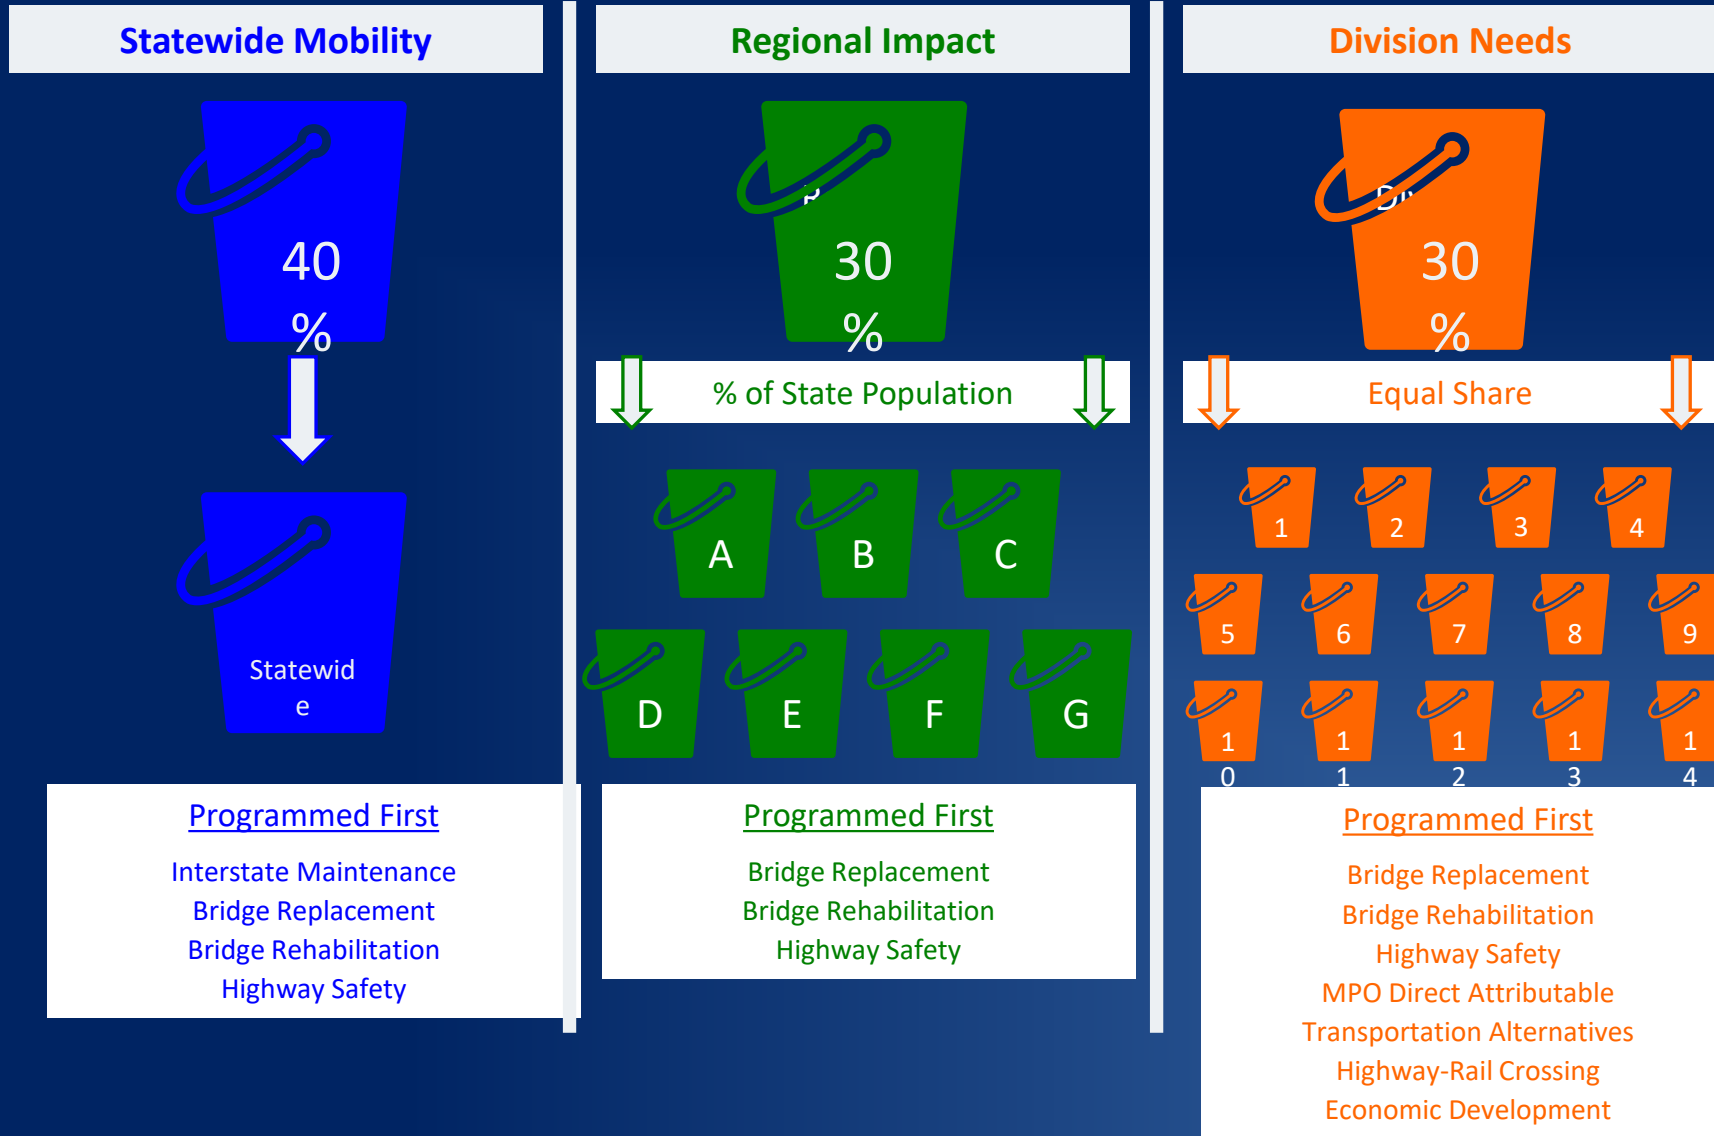 Statewide Mobility
40
%
Statewid
e
Programmed First
Interstate Maintenance
Bridge Replacement
Bridge Rehabilitation
Highway Safety
Regional Impact
30
%
% of State Population
A B C
D E F G
Programmed First
Bridge Replacement
Bridge Rehabilitation
Highway Safety
Division Needs
30
%
Equal Share
1 2 3 4
5 6 7 8 9
1 1 1 1 1
0 1 2 3 4
Programmed First
Bridge Replacement
Bridge Rehabilitation
Highway Safety
MPO Direct Attributable
Transportation Alternatives
Highway-Rail Crossing
Economic Development